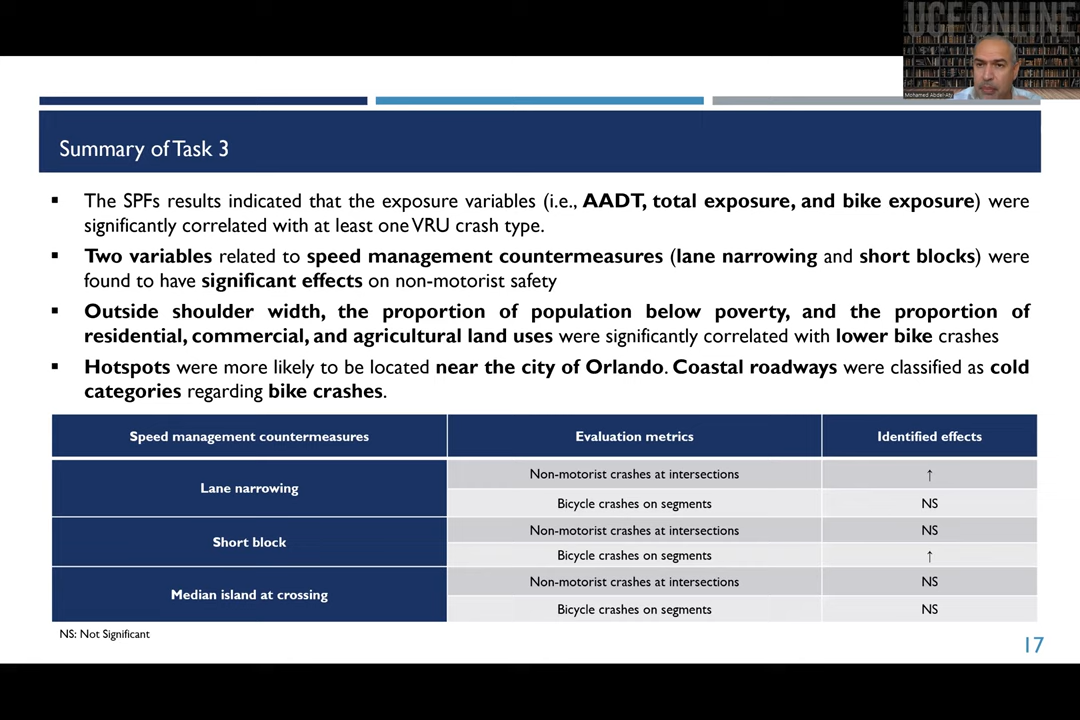 UCF ONLINE
Mohamed Abdel-Aty
Summary of Task 3
▪ The SPFs results indicated that the exposure variables (i.e., AADT, total exposure, and bike exposure) were
significantly correlated with at least one VRU crash type.
▪ Two variables related to speed management countermeasures (lane narrowing and short blocks) were
found to have significant effects on non-motorist safety
▪ Outside shoulder width, the proportion of population below poverty, and the proportion of
residential, commercial, and agricultural land uses were significantly correlated with lower bike crashes
▪ Hotspots were more likely to be located near the city of Orlando. Coastal roadways were classified as cold
categories regarding bike crashes.
Speed management countermeasures Evaluation metrics Identified effects
Lane narrowing
Non-motorist crashes at intersections ↑
Bicycle crashes on segments NS
Short block
Non-motorist crashes at intersections NS
Bicycle crashes on segments ↑
Median island at crossing
Non-motorist crashes at intersections NS
Bicycle crashes on segments NS
NS: Not Significant
17